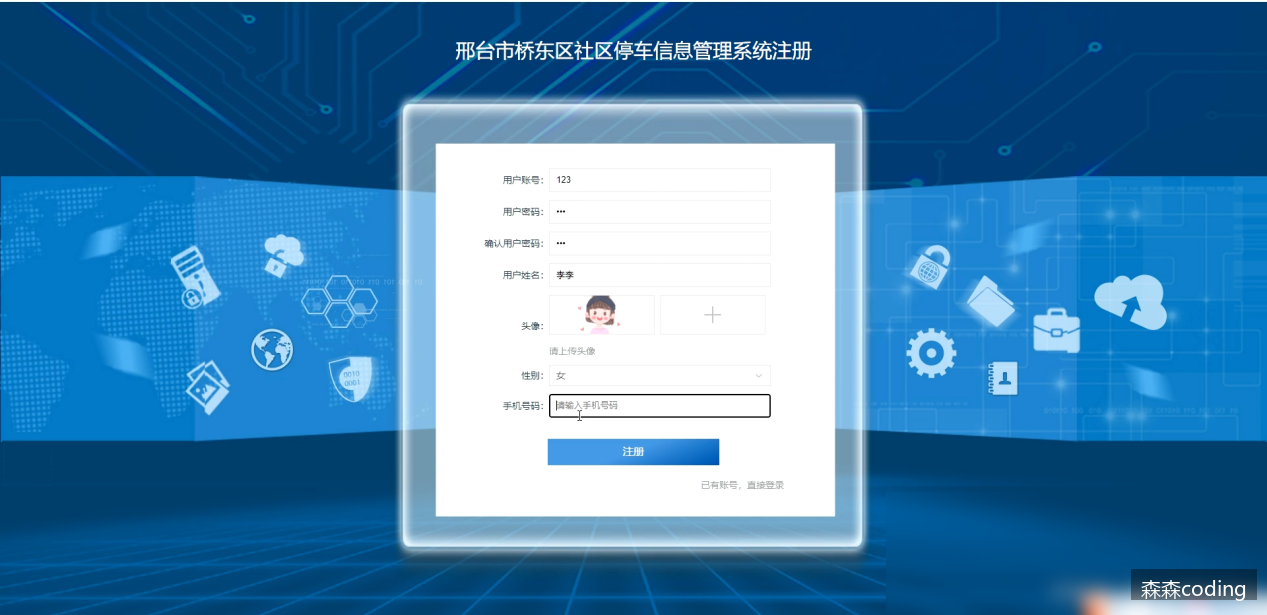 邢台市桥东区社区停车信息管理系统注册
用户账号： 123
用户密码： •••
确认用户密码： •••
用户姓名： 李李
头像：
请上传头像
性别： 女
手机号码： 请输入手机号码
注册
已有账号，直接登录
森森coding